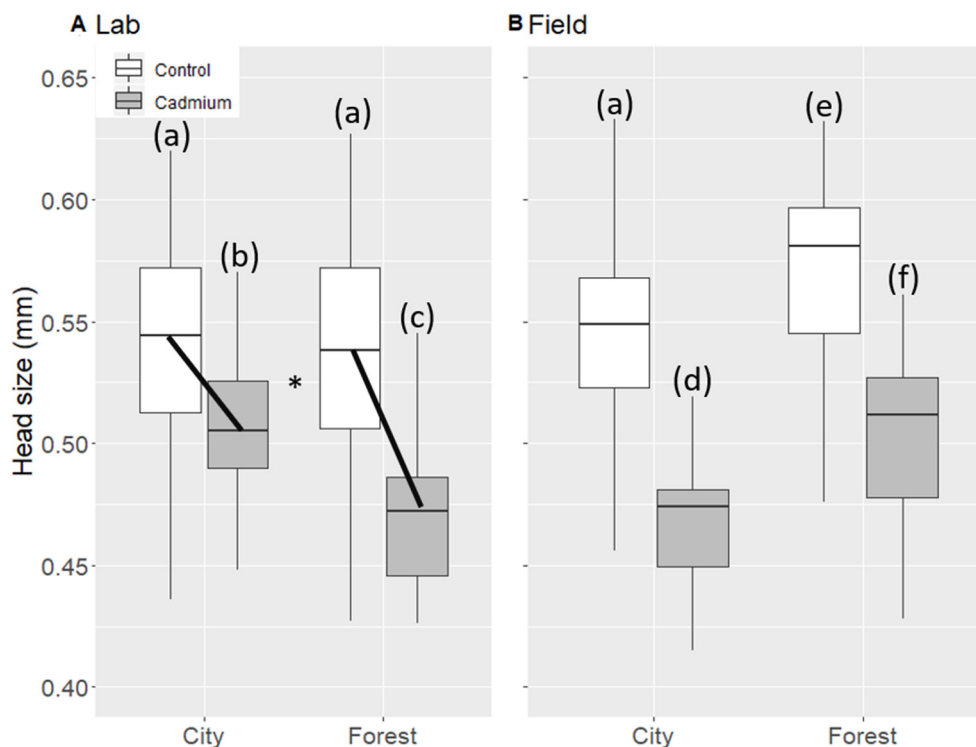 A Lab
B Field
Control
Cadmium
(a)
(a)
(b)
(c)
*
(a)
(e)
(d)
(f)
Head size (mm)
0.65
0.60
0.55
0.50
0.45
0.40
City
Forest
City
Forest